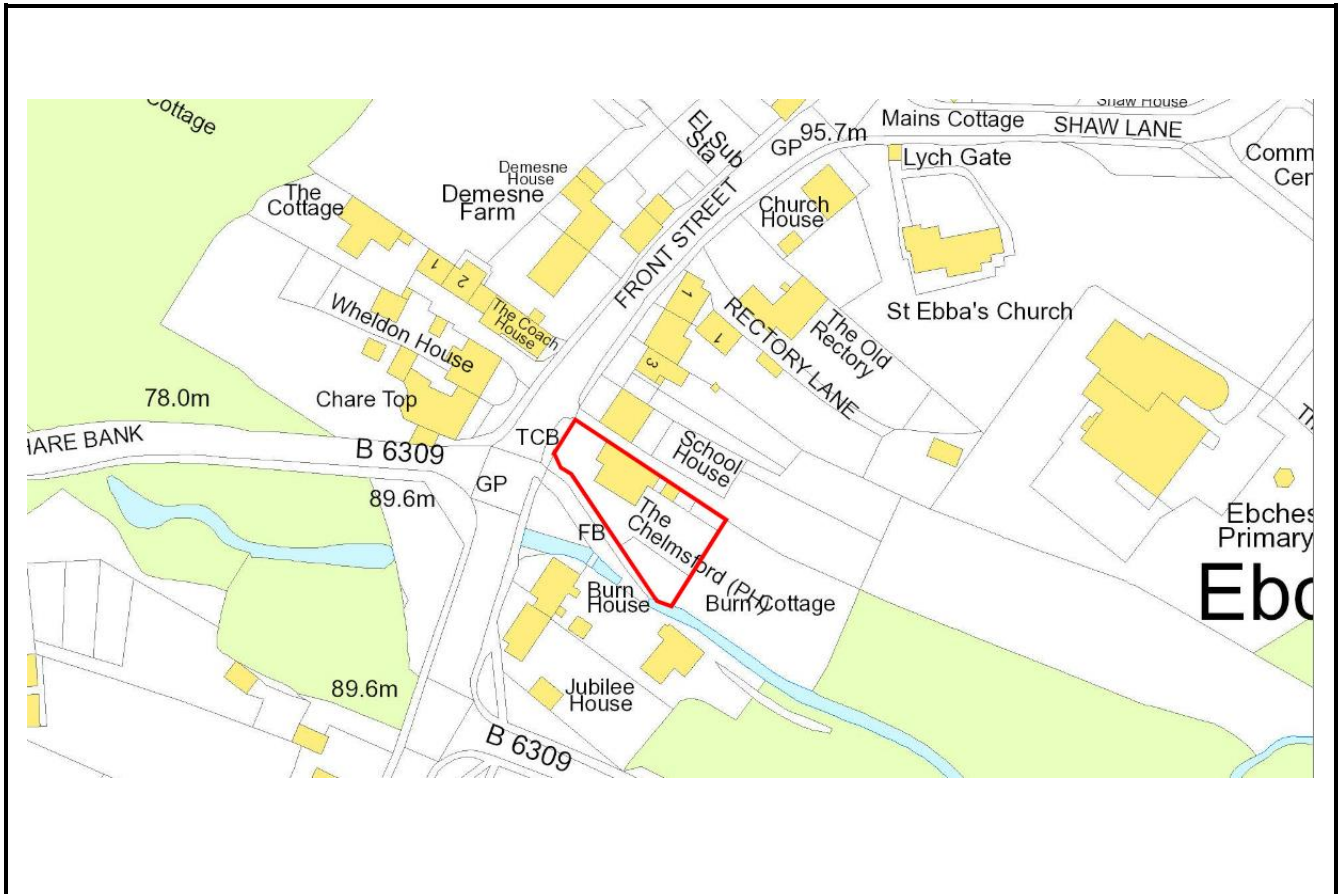 Cottage
Shaw House
Mains Cottage
SHAW LANE
El Sub
Sta
GP
95.7m
Lych Gate
Comm
Cen
Demesne
House
Demesne
Farm
The
Cottage
Church
House
FRONT STREET
1
2
The Coach
House
Wheldon House
1
1
3
RECTORY LANE
The Old
Rectory
St Ebba's Church
78.0m
Chare Top
HARE BANK
B 6309
TCB
School
House
89.6m
GP
The
Chelmsford (PH)
FB
Burn
House
Burn Cottage
Ebches
Primary
Ebc
89.6m
Jubilee
House
B 6309